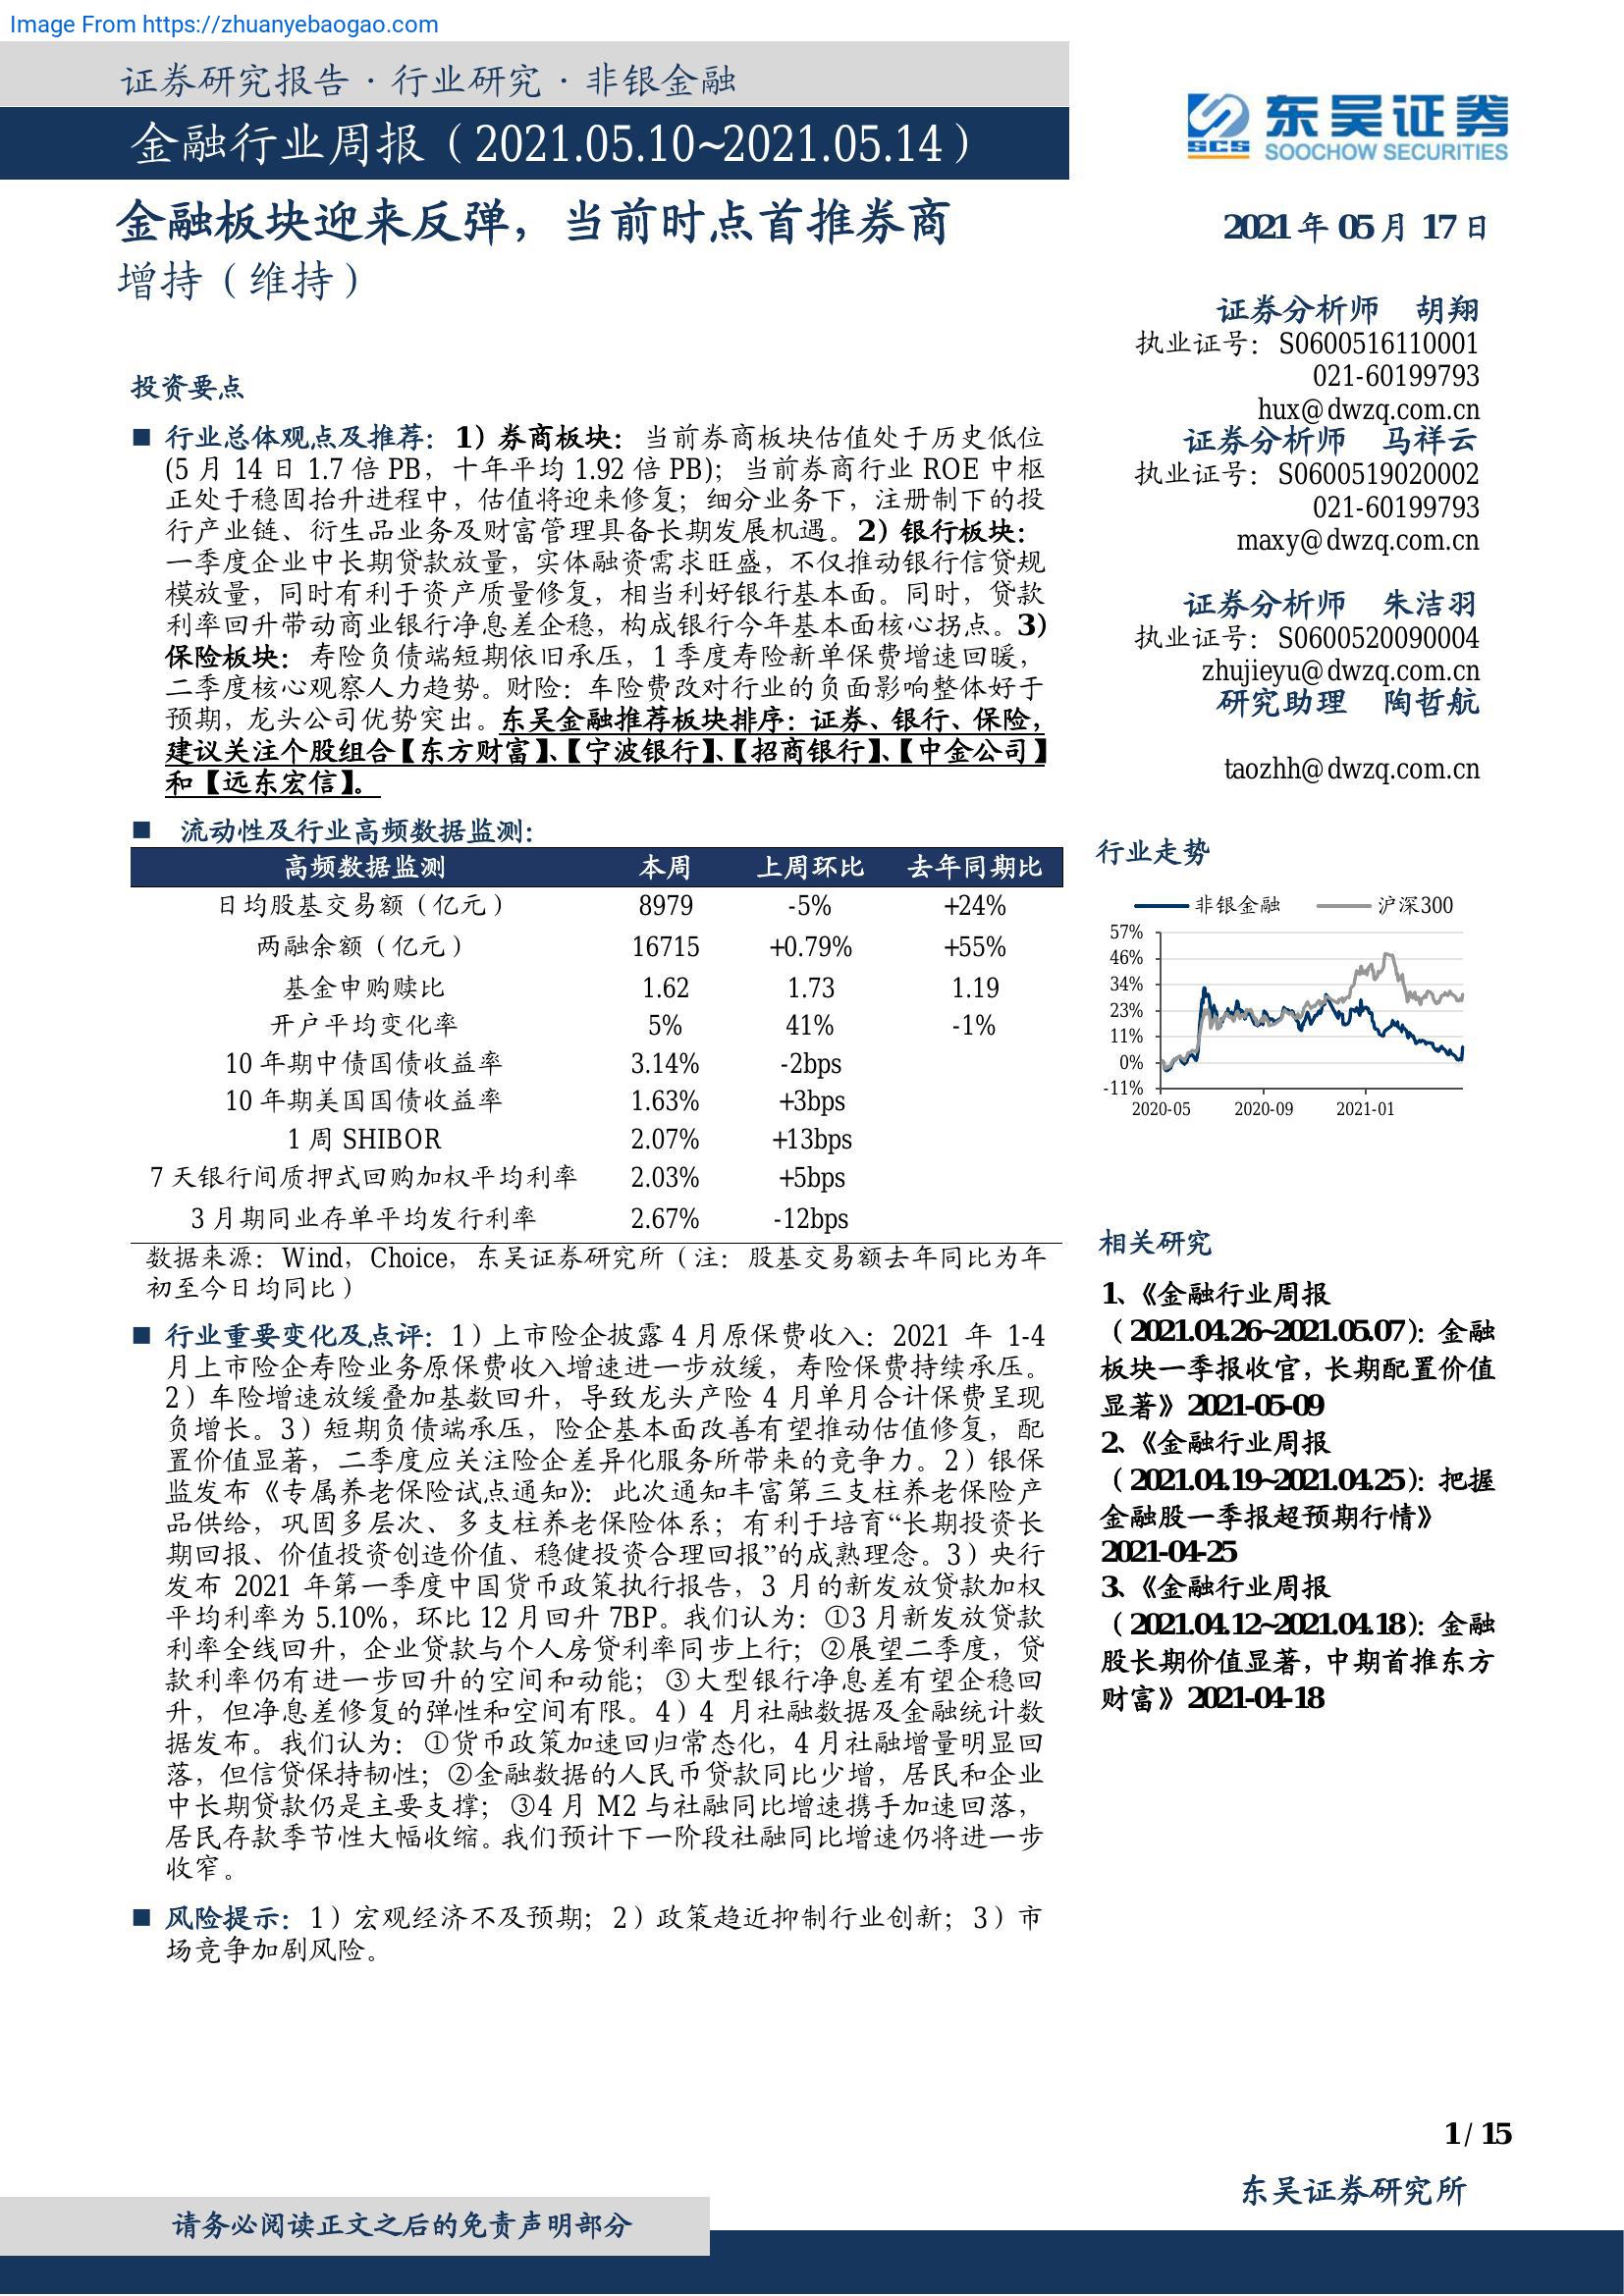 Image From https://zhuanyebaogao.com
证券研究报告·行业研究·非银金融
金融行业周报（2021.05.10~2021.05.14）
金融板块迎来反弹，当前时点首推券商
增持（维持）
投资要点
■ 行业总体观点及推荐：1）券商板块：当前券商板块估值处于历史低位
(5 月 14 日 1.7 倍 PB，十年平均 1.92 倍 PB)；当前券商行业 ROE 中枢
正处于稳固抬升进程中，估值将迎来修复；细分业务下，注册制下的投
行产业链、衍生品业务及财富管理具备长期发展机遇。2）银行板块：
一季度企业中长期贷款放量，实体融资需求旺盛，不仅推动银行信贷规
模放量，同时有利于资产质量修复，相当利好银行基本面。同时，贷款
利率回升带动商业银行净息差企稳，构成银行今年基本面核心拐点。3）
保险板块：寿险负债端短期依旧承压，1 季度寿险新单保费增速回暖，
二季度核心观察人力趋势。财险：车险费改对行业的负面影响整体好于
预期，龙头公司优势突出。东吴金融推荐板块排序：证券、银行、保险，
建议关注个股组合【东方财富】、【宁波银行】、【招商银行】、【中金公司】
和【远东宏信】。
■ 流动性及行业高频数据监测：
高频数据监测 本周 上周环比 去年同期比
日均股基交易额（亿元） 8979 -5% +24%
两融余额（亿元） 16715 +0.79% +55%
基金申购赎比 1.62 1.73 1.19
开户平均变化率 5% 41% -1%
10 年期中债国债收益率 3.14% -2bps
10 年期美国国债收益率 1.63% +3bps
1 周 SHIBOR 2.07% +13bps
7 天银行间质押式回购加权平均利率 2.03% +5bps
3 月期同业存单平均发行利率 2.67% -12bps
数据来源：Wind，Choice，东吴证券研究所（注：股基交易额去年同比为年
初至今日均同比）
■ 行业重要变化及点评：1）上市险企披露 4 月原保费收入：2021 年 1-4
月上市险企寿险业务原保费收入增速进一步放缓，寿险保费持续承压。
2）车险增速放缓叠加基数回升，导致龙头产险 4 月单月合计保费呈现
负增长。3）短期负债端承压，险企基本面改善有望推动估值修复，配
置价值显著，二季度应关注险企差异化服务所带来的竞争力。2）银保
监发布《专属养老保险试点通知》：此次通知丰富第三支柱养老保险产
品供给，巩固多层次、多支柱养老保险体系；有利于培育“长期投资长
期回报、价值投资创造价值、稳健投资合理回报”的成熟理念。3）央行
发布 2021 年第一季度中国货币政策执行报告，3 月的新发放贷款加权
平均利率为 5.10%，环比 12 月回升 7BP。我们认为：①3 月新发放贷款
利率全线回升，企业贷款与个人房贷利率同步上行；②展望二季度，贷
款利率仍有进一步回升的空间和动能；③大型银行净息差有望企稳回
升，但净息差修复的弹性和空间有限。4）4 月社融数据及金融统计数
据发布。我们认为：①货币政策加速回归常态化，4 月社融增量明显回
落，但信贷保持韧性；②金融数据的人民币贷款同比少增，居民和企业
中长期贷款仍是主要支撑；③4 月 M2 与社融同比增速携手加速回落，
居民存款季节性大幅收缩。我们预计下一阶段社融同比增速仍将进一步
收窄。
■ 风险提示：1）宏观经济不及预期；2）政策趋近抑制行业创新；3）市
场竞争加剧风险。
东吴证券
SCS SOOCHOW SECURITIES
2021 年 05 月 17 日
证券分析师 胡翔
执业证号：S0600516110001
021-60199793
hux@dwzq.com.cn
证券分析师 马祥云
执业证号：S0600519020002
021-60199793
maxy@dwzq.com.cn
证券分析师 朱洁羽
执业证号：S0600520090004
zhujieyu@dwzq.com.cn
研究助理 陶哲航
taozhh@dwzq.com.cn
行业走势
非银金融 沪深300
57%
46%
34%
23%
11%
0%
-11%
2020-05 2020-09 2021-01
相关研究
1、《金融行业周报
（2021.04.26~2021.05.07）：金融
板块一季报收官，长期配置价值
显著》2021-05-09
2、《金融行业周报
（2021.04.19~2021.04.25）：把握
金融股一季报超预期行情》
2021-04-25
3、《金融行业周报
（2021.04.12~2021.04.18）：金融
股长期价值显著，中期首推东方
财富》2021-04-18
1 / 15
东吴证券研究所
请务必阅读正文之后的免责声明部分